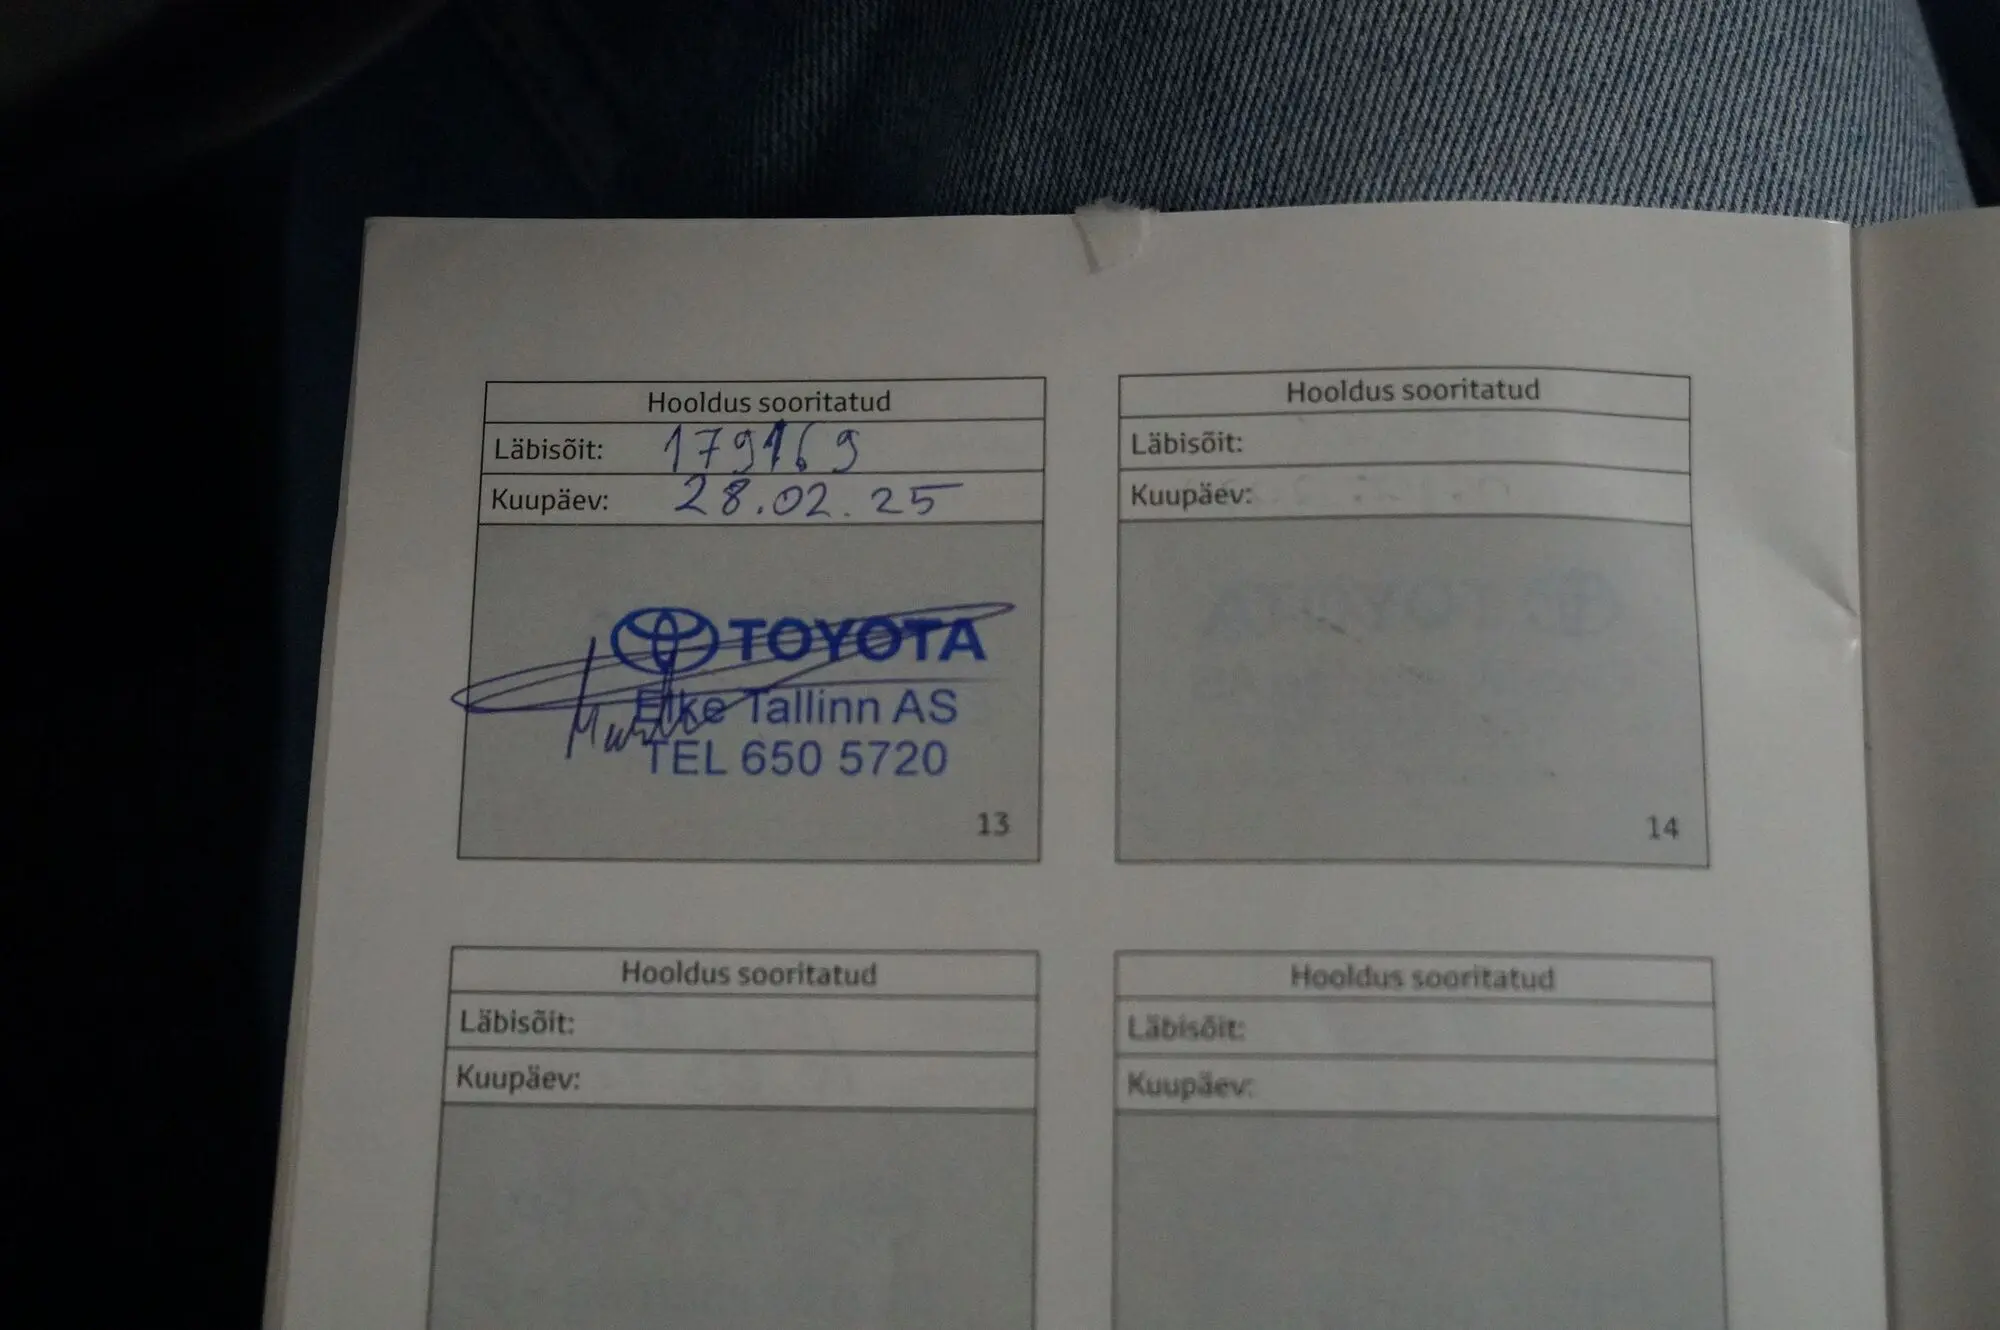 Hooldus sooritatud
Läbisõit: 179169
Kuupäev: 28.02.25
TOYOTA
Elke Tallinn AS
TEL 650 5720
13
Hooldus sooritatud
Läbisõit:
Kuupäev:
14
Hooldus sooritatud
Läbisõit:
Kuupäev:
Hooldus sooritatud
Läbisõit:
Kuupäev: